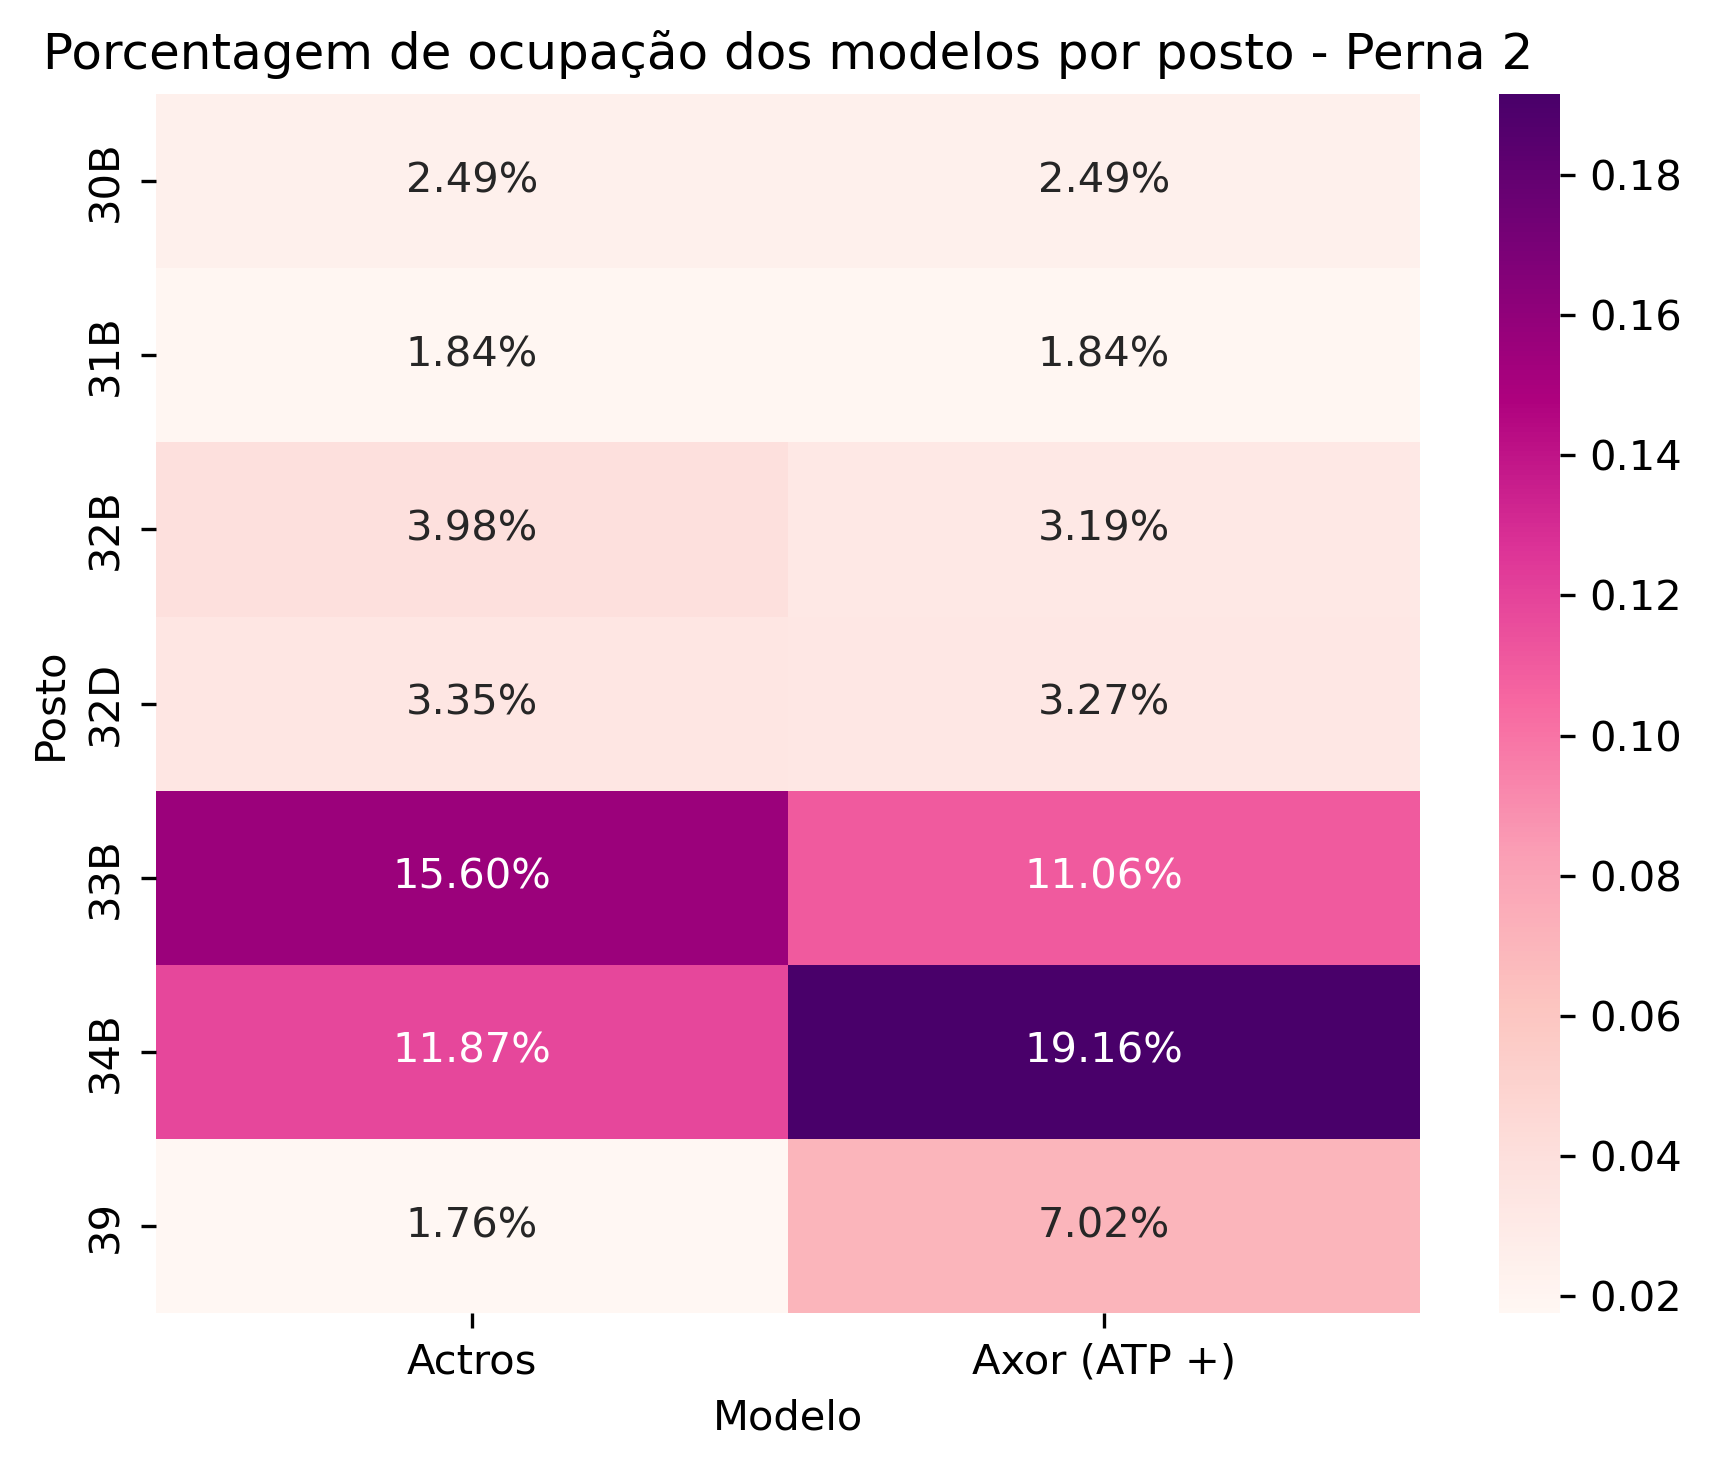 Porcentagem de ocupação dos modelos por posto - Perna 2
Posto
30B
2.49%
2.49%
31B
1.84%
1.84%
32B
3.98%
3.19%
32D
3.35%
3.27%
33B
15.60%
11.06%
34B
11.87%
19.16%
39
1.76%
7.02%
Actros
Axor (ATP +)
Modelo
0.18
0.16
0.14
0.12
0.10
0.08
0.06
0.04
0.02